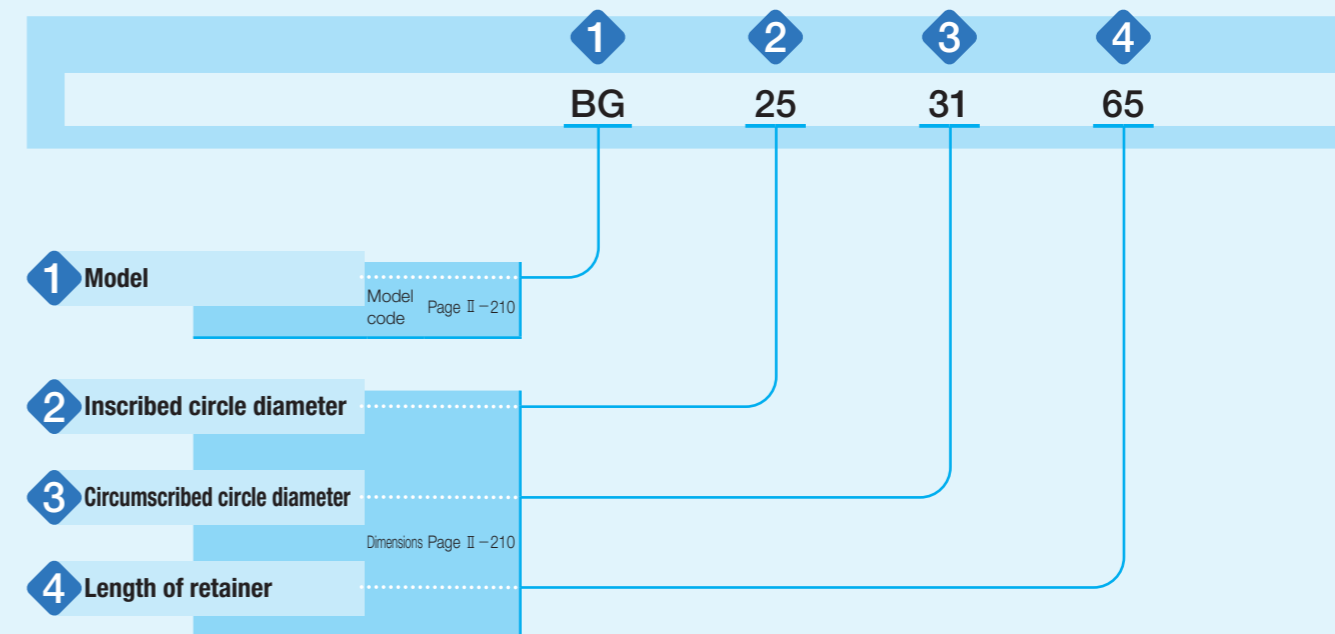 1 2 3 4
BG 25 31 65
1 Model
Model code Page Ⅱ－210
2 Inscribed circle diameter
3 Circumscribed circle diameter
Dimensions Page Ⅱ－210
4 Length of retainer